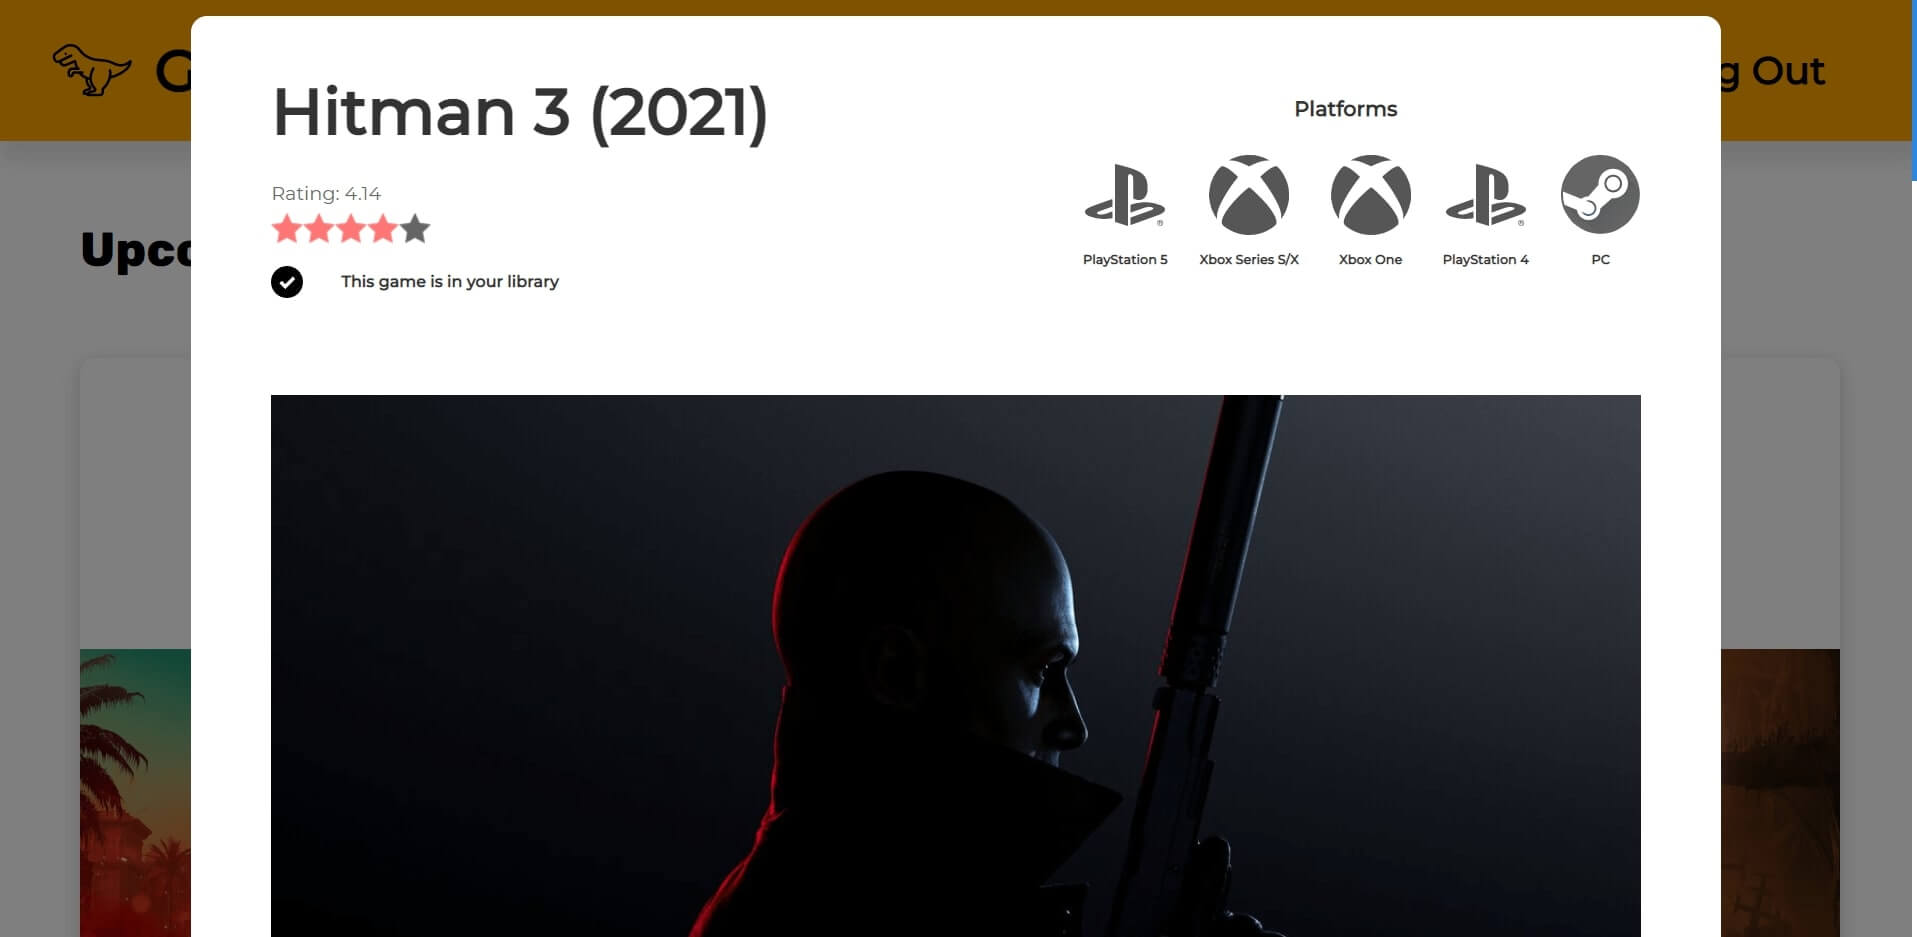 G
g Out
Hitman 3 (2021)
Platforms
Rating: 4.14
PlayStation 5
Xbox Series S/X
Xbox One
PlayStation 4
PC
This game is in your library
Upco